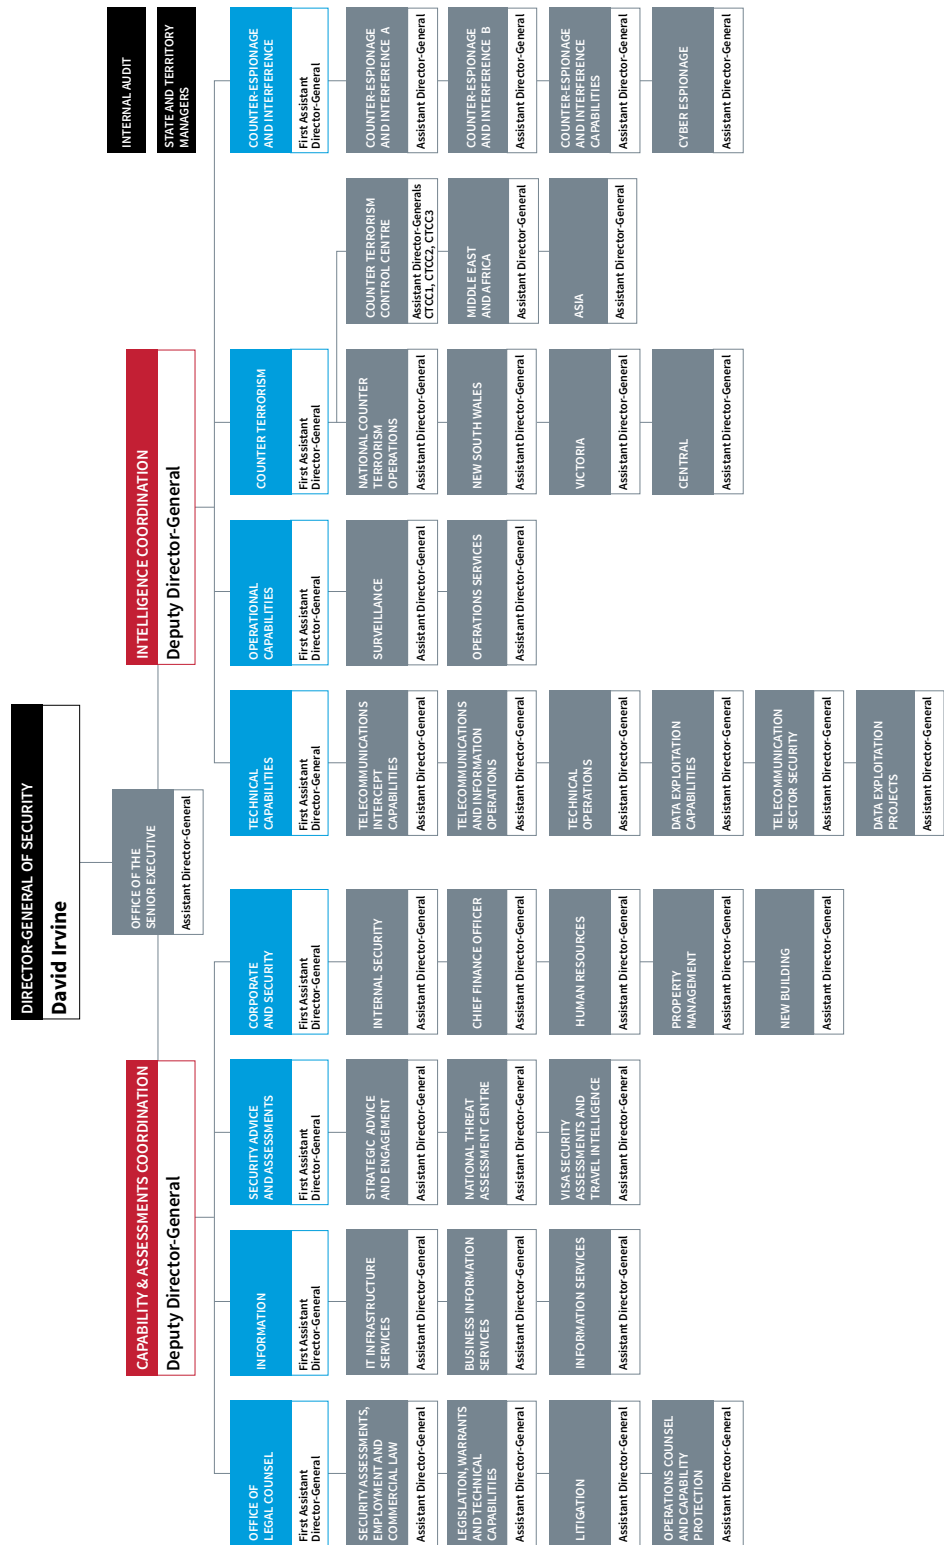 DIRECTOR-GENERAL OF SECURITY
David Irvine
OFFICE OF THE
SENIOR EXECUTIVE
Assistant Director-General
INTERNAL AUDIT
STATE AND TERRITORY
MANAGERS
CAPABILITY & ASSESSMENTS COORDINATION
Deputy Director-General
INTELLIGENCE COORDINATION
Deputy Director-General
OFFICE OF
LEGAL COUNSEL
First Assistant
Director-General
SECURITY ASSESSMENTS,
EMPLOYMENT AND
COMMERCIAL LAW
Assistant Director-General
LEGISLATION, WARRANTS
AND TECHNICAL
CAPABILITIES
Assistant Director-General
LITIGATION
Assistant Director-General
OPERATIONS COUNSEL
AND CAPABILITY
PROTECTION
Assistant Director-General
INFORMATION
First Assistant
Director-General
IT INFRASTRUCTURE
SERVICES
Assistant Director-General
BUSINESS INFORMATION
SERVICES
Assistant Director-General
INFORMATION SERVICES
Assistant Director-General
SECURITY ADVICE
AND ASSESSMENTS
First Assistant
Director-General
STRATEGIC ADVICE
AND ENGAGEMENT
Assistant Director-General
NATIONAL THREAT
ASSESSMENT CENTRE
Assistant Director-General
VISA SECURITY
ASSESSMENTS AND
TRAVEL INTELLIGENCE
Assistant Director-General
CORPORATE
AND SECURITY
First Assistant
Director-General
INTERNAL SECURITY
Assistant Director-General
CHIEF FINANCE OFFICER
Assistant Director-General
HUMAN RESOURCES
Assistant Director-General
PROPERTY
MANAGEMENT
Assistant Director-General
NEW BUILDING
Assistant Director-General
TECHNICAL
CAPABILITIES
First Assistant
Director-General
TELECOMMUNICATIONS
INTERCEPT
CAPABILITIES
Assistant Director-General
TELECOMMUNICATIONS
AND INFORMATION
OPERATIONS
Assistant Director-General
TECHNICAL
OPERATIONS
Assistant Director-General
DATA EXPLOITATION
CAPABILITIES
Assistant Director-General
TELECOMMUNICATION
SECTOR SECURITY
Assistant Director-General
DATA EXPLOITATION
PROJECTS
Assistant Director-General
OPERATIONAL
CAPABILITIES
First Assistant
Director-General
SURVEILLANCE
Assistant Director-General
OPERATIONS SERVICES
Assistant Director-General
COUNTER TERRORISM
First Assistant
Director-General
NATIONAL COUNTER
TERRORISM
OPERATIONS
Assistant Director-General
NEW SOUTH WALES
Assistant Director-General
VICTORIA
Assistant Director-General
CENTRAL
Assistant Director-General
COUNTER TERRORISM
CONTROL CENTRE
Assistant Director-Generals
CTCC1, CTCC2, CTCC3
MIDDLE EAST
AND AFRICA
Assistant Director-General
ASIA
Assistant Director-General
COUNTER-ESPIONAGE
AND INTERFERENCE
First Assistant
Director-General
COUNTER-ESPIONAGE
AND INTERFERENCE A
Assistant Director-General
COUNTER-ESPIONAGE
AND INTERFERENCE B
Assistant Director-General
COUNTER-ESPIONAGE
AND INTERFERENCE
CAPABILITIES
Assistant Director-General
CYBER ESPIONAGE
Assistant Director-General